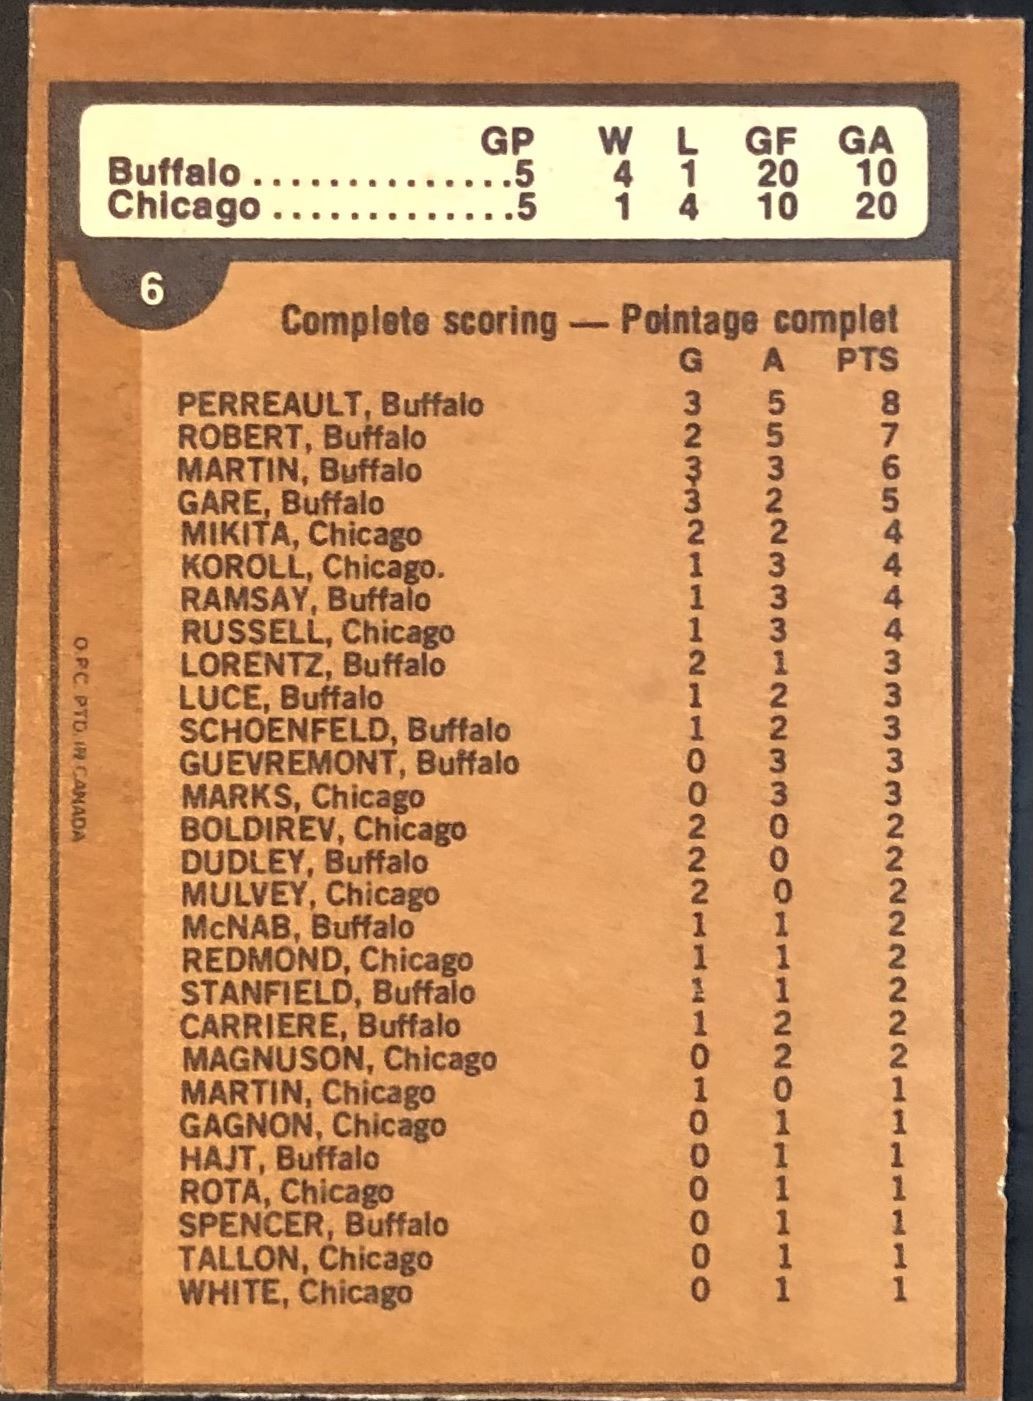 GP W L GF GA
Buffalo ..............5 4 1 20 10
Chicago .............5 1 4 10 20
6
Complete scoring — Pointage complet
G A PTS
PERREAULT, Buffalo 3 5 8
ROBERT, Buffalo 2 5 7
MARTIN, Buffalo 3 3 6
GARE, Buffalo 3 2 5
MIKITA, Chicago 2 2 4
KOROLL, Chicago. 1 3 4
RAMSAY, Buffalo 1 3 4
RUSSELL, Chicago 1 3 4
LORENTZ, Buffalo 2 1 3
LUCE, Buffalo 1 2 3
SCHOENFELD, Buffalo 1 2 3
GUEVREMONT, Buffalo 0 3 3
MARKS, Chicago 0 3 3
BOLDIREV, Chicago 2 0 2
DUDLEY, Buffalo 2 0 2
MULVEY, Chicago 2 0 2
McNAB, Buffalo 1 1 2
REDMOND, Chicago 1 1 2
STANFIELD, Buffalo 1 1 2
CARRIERE, Buffalo 1 2 2
MAGNUSON, Chicago 0 2 2
MARTIN, Chicago 1 0 1
GAGNON, Chicago 0 1 1
HAJT, Buffalo 0 1 1
ROTA, Chicago 0 1 1
SPENCER, Buffalo 0 1 1
TALLON, Chicago 0 1 1
WHITE, Chicago 0 1 1
O.P.C. PTD. IN CANADA